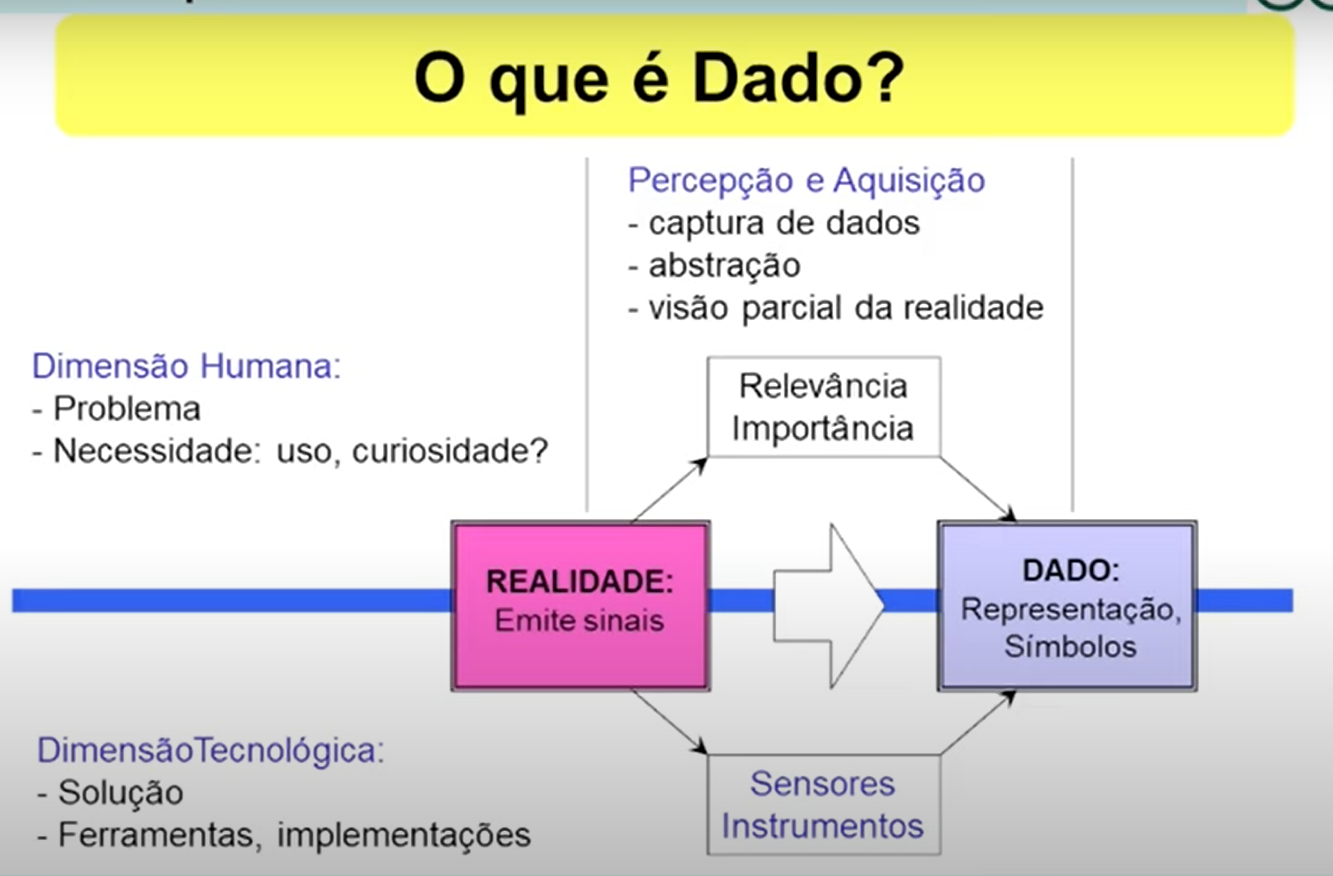 O que é Dado?
Percepção e Aquisição
- captura de dados
- abstração
- visão parcial da realidade
Dimensão Humana:
- Problema
- Necessidade: uso, curiosidade?
Relevância
Importância
REALIDADE:
Emite sinais
DADO:
Representação,
Símbolos
DimensãoTecnológica:
- Solução
- Ferramentas, implementações
Sensores
Instrumentos